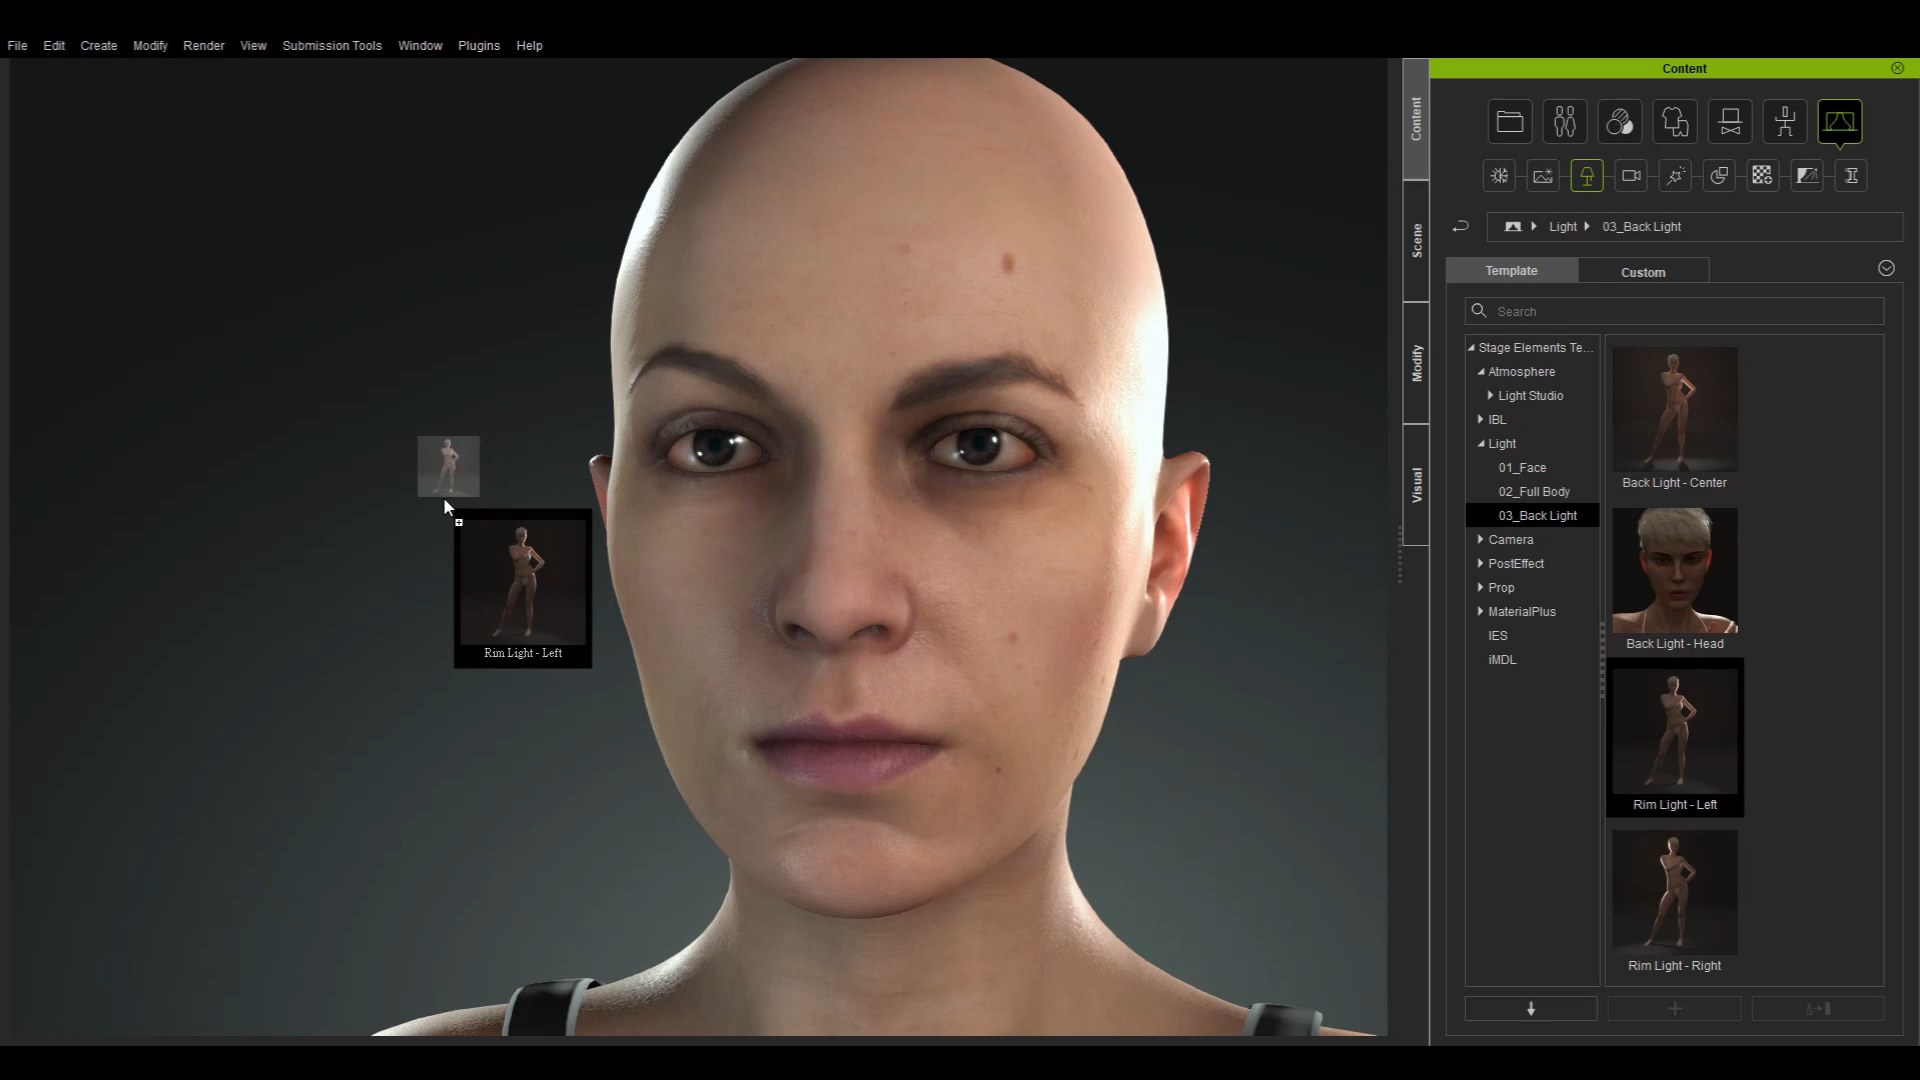 File Edit Create Modify Render View Submission Tools Window Plugins Help
Content
Content
Scene
Modify
Visual
Light 03_Back Light
Template Custom
Search
Stage Elements Te...
Atmosphere
Light Studio
IBL
Light
01_Face
02_Full Body
03_Back Light
Camera
PostEffect
Prop
MaterialPlus
IES
iMDL
Back Light - Center
Back Light - Head
Rim Light - Left
Rim Light - Right
Rim Light - Left